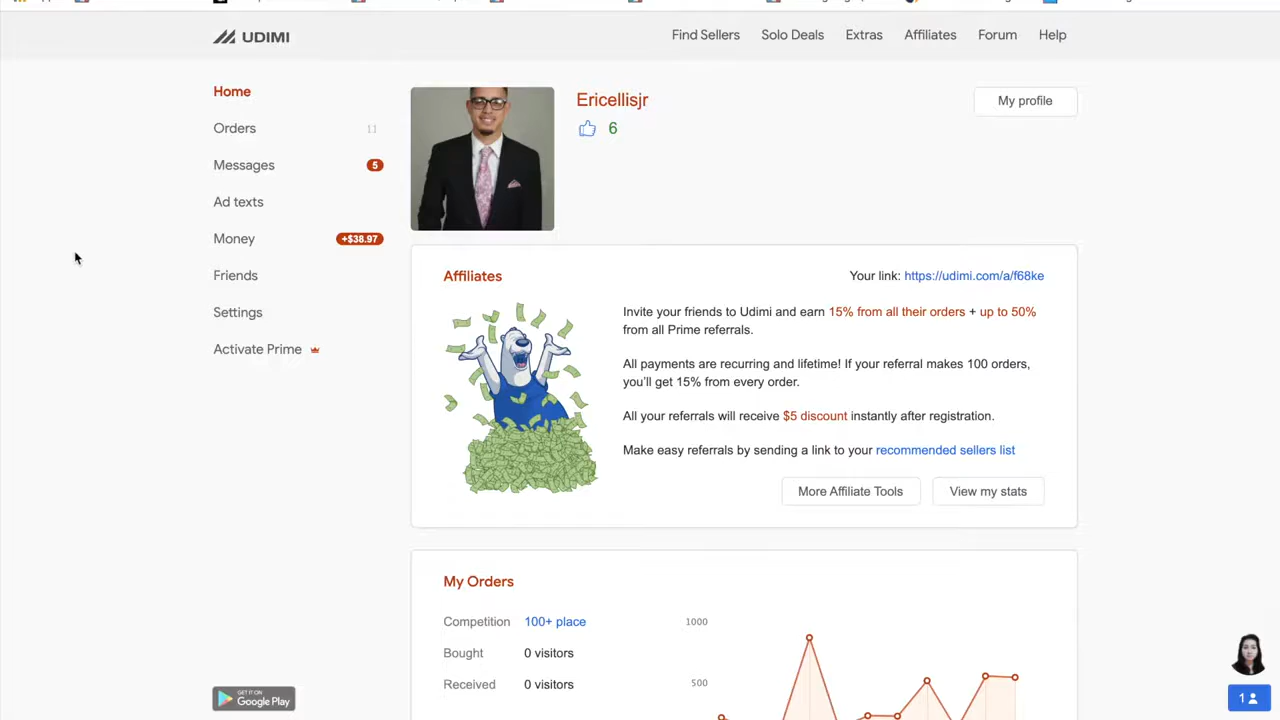 UDIMI
Find Sellers
Solo Deals
Extras
Affiliates
Forum
Help
Home
Orders 11
Messages 5
Ad texts
Money +$38.97
Friends
Settings
Activate Prime
Ericellisjr
6
My profile
Affiliates
Your link: https://udimi.com/a/f68ke
Invite your friends to Udimi and earn 15% from all their orders + up to 50%
from all Prime referrals.
All payments are recurring and lifetime! If your referral makes 100 orders,
you'll get 15% from every order.
All your referrals will receive $5 discount instantly after registration.
Make easy referrals by sending a link to your recommended sellers list
More Affiliate Tools
View my stats
My Orders
Competition 100+ place
Bought 0 visitors
Received 0 visitors
1000
500
GET IT ON
Google Play
1